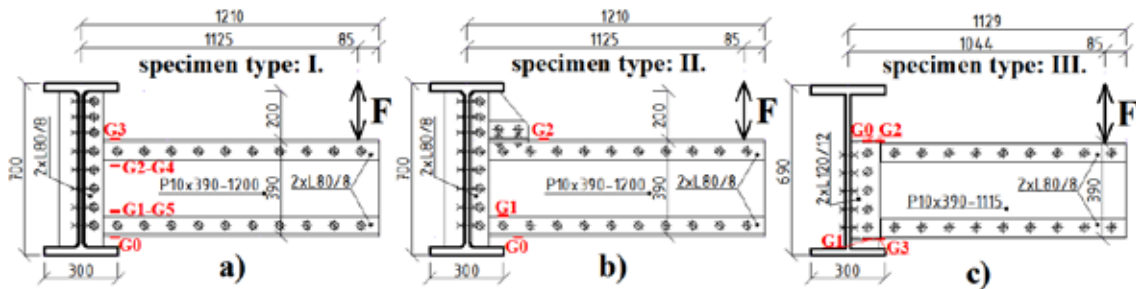 1210
1125
85
specimen type: I.
F
200
G3
700
2xL80/8
G2-G4
P10x390-1200
390
2xL80/8
G1-G5
G0
300
a)
1210
1125
85
specimen type: II.
F
200
G2
700
2xL80/8
P10x390-1200
390
2xL80/8
G1
G0
300
b)
1129
1044
85
specimen type: III.
F
G0
G2
200
690
2xL120/12
2xL80/8
390
P10x390-1115
G1
G3
300
c)